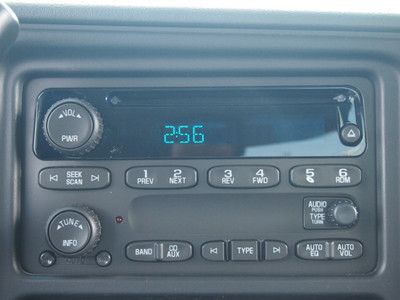 VOL
PWR
2:56
SEEK
SCAN
1 2 3 4 5 6
PREV NEXT REV FWD RDM
TUNE
INFO
AUDIO
PUSH
TYPE
TURN
BAND CD
AUX
TYPE
AUTO
EQ
AUTO
VOL